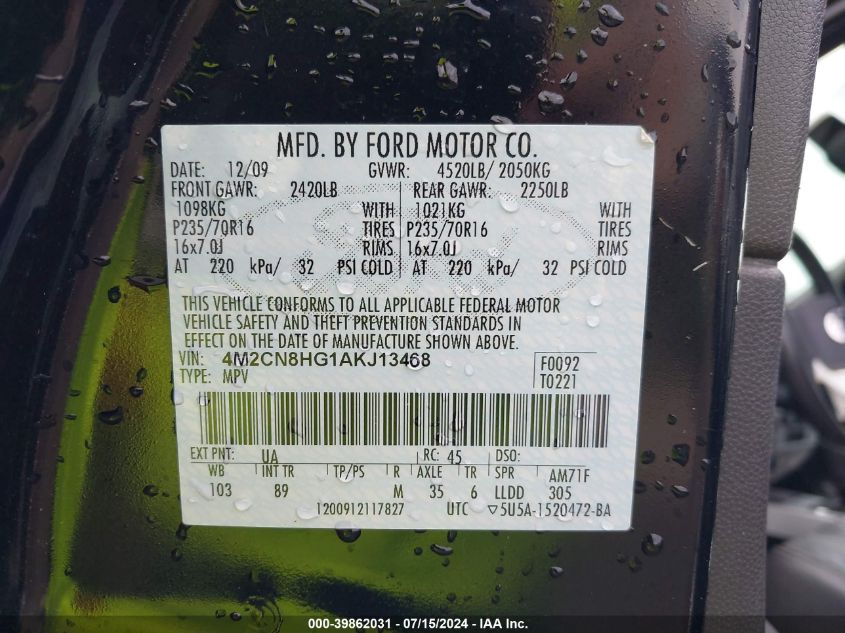 MFD. BY FORD MOTOR CO.
DATE: 12/09 GVWR: 4520LB/ 2050KG
FRONT GAWR: 2420LB REAR GAWR: 2250LB
1098KG WITH 1021KG WITH
P235/70R16 TIRES P235/70R16 TIRES
16x7.0J RIMS 16x7.0J RIMS
AT 220 kPa/ 32 PSI COLD AT 220 kPa/ 32 PSI COLD
THIS VEHICLE CONFORMS TO ALL APPLICABLE FEDERAL MOTOR
VEHICLE SAFETY AND THEFT PREVENTION STANDARDS IN
EFFECT ON THE DATE OF MANUFACTURE SHOWN ABOVE.
VIN: 4M2CN8HG1AKJ13468 F0092
TYPE: MPV T0221
EXT PNT: UA RC: 45 DSO:
WB INT TR TP/PS R AXLE TR SPR AM71F
103 89 M 35 6 LLDD 305
1200912117827 UTC ▽5U5A-1520472-BA
000-39862031 - 07/15/2024 - IAA Inc.